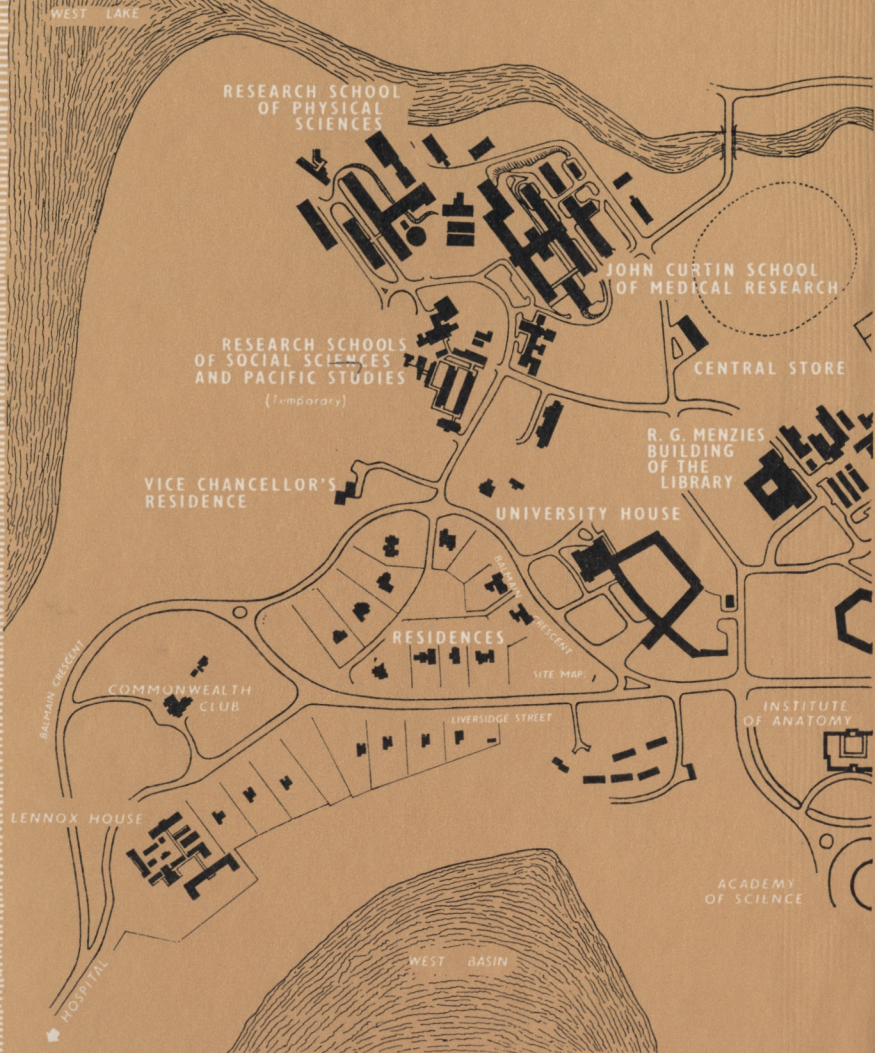 WEST LAKE
RESEARCH SCHOOL
OF PHYSICAL
SCIENCES
JOHN CURTIN SCHOOL
OF MEDICAL RESEARCH
RESEARCH SCHOOLS
OF SOCIAL SCIENCES
AND PACIFIC STUDIES
(Temporary)
CENTRAL STORE
R. G. MENZIES
BUILDING
OF THE
LIBRARY
VICE CHANCELLOR'S
RESIDENCE
UNIVERSITY HOUSE
BALMAIN CRESCENT
RESIDENCES
SITE MAP.
BALMAIN CRESCENT
COMMONWEALTH
CLUB
LIVERSIDGE STREET
INSTITUTE
OF ANATOMY
LENNOX HOUSE
ACADEMY
OF SCIENCE
WEST BASIN
HOSPITAL